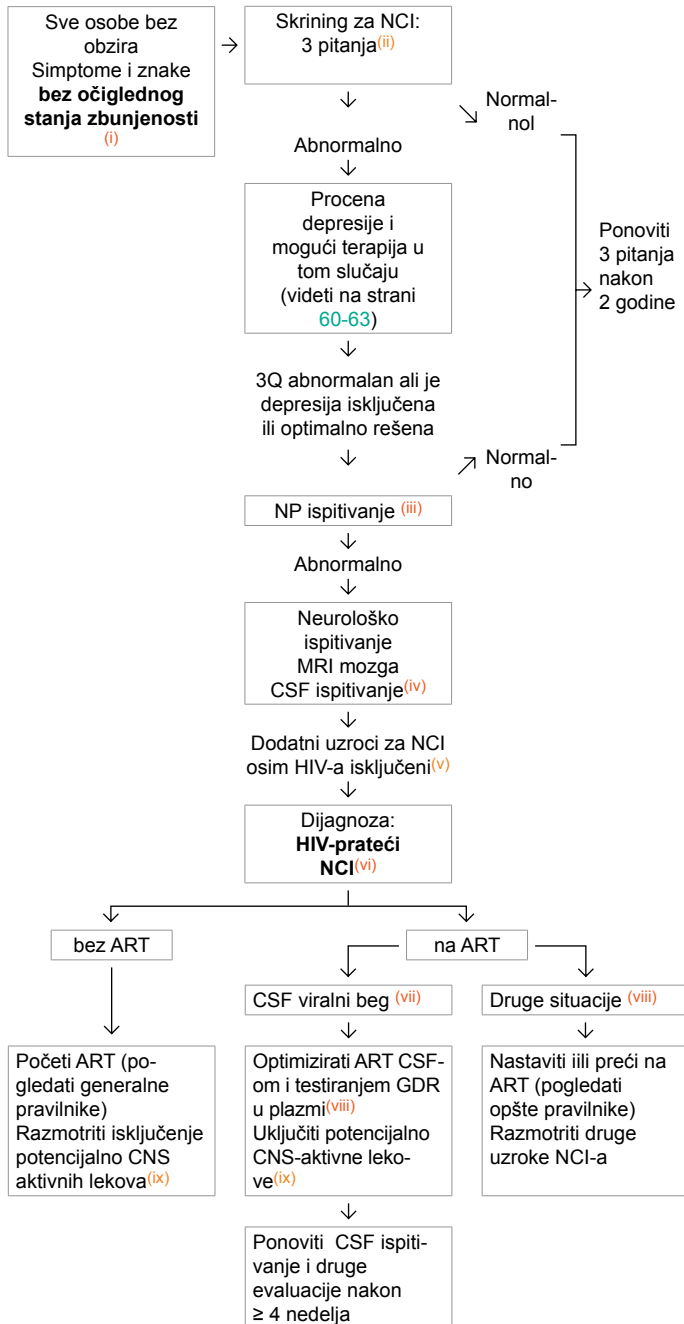 Sve osobe bez
obzira
Simptome i znake
bez očiglednog
stanja zbunjenosti
(i)
Skrining za NCI:
3 pitanja(ii)
Normal-
nol
Abnormalno
Procena
depresije i
mogući terapija u
tom slučaju
(videti na strani
60-63)
Ponoviti
3 pitanja
nakon
2 godine
3Q abnormalan ali je
depresija isključena
ili optimalno rešena
Normal-
no
NP ispitivanje (iii)
Abnormalno
Neurološko
ispitivanje
MRI mozga
CSF ispitivanje(iv)
Dodatni uzroci za NCI
osim HIV-a isključeni(v)
Dijagnoza:
HIV-prateći
NCI(vi)
bez ART
na ART
CSF viralni beg (vii)
Druge situacije (viii)
Početi ART (po-
gledati generalne
pravilnike)
Razmotriti isključenje
potencijalno CNS
aktivnih lekova(ix)
Optimizirati ART CSF-
om i testiranjem GDR
u plazmi(viii)
Uključiti potencijalno
CNS-aktivne leko-
ve(ix)
Nastaviti iili preći na
ART (pogledati
opšte pravilnike)
Razmotriti druge
uzroke NCI-a
Ponoviti CSF ispiti-
vanje i druge
evaluacije nakon
≥ 4 nedelja